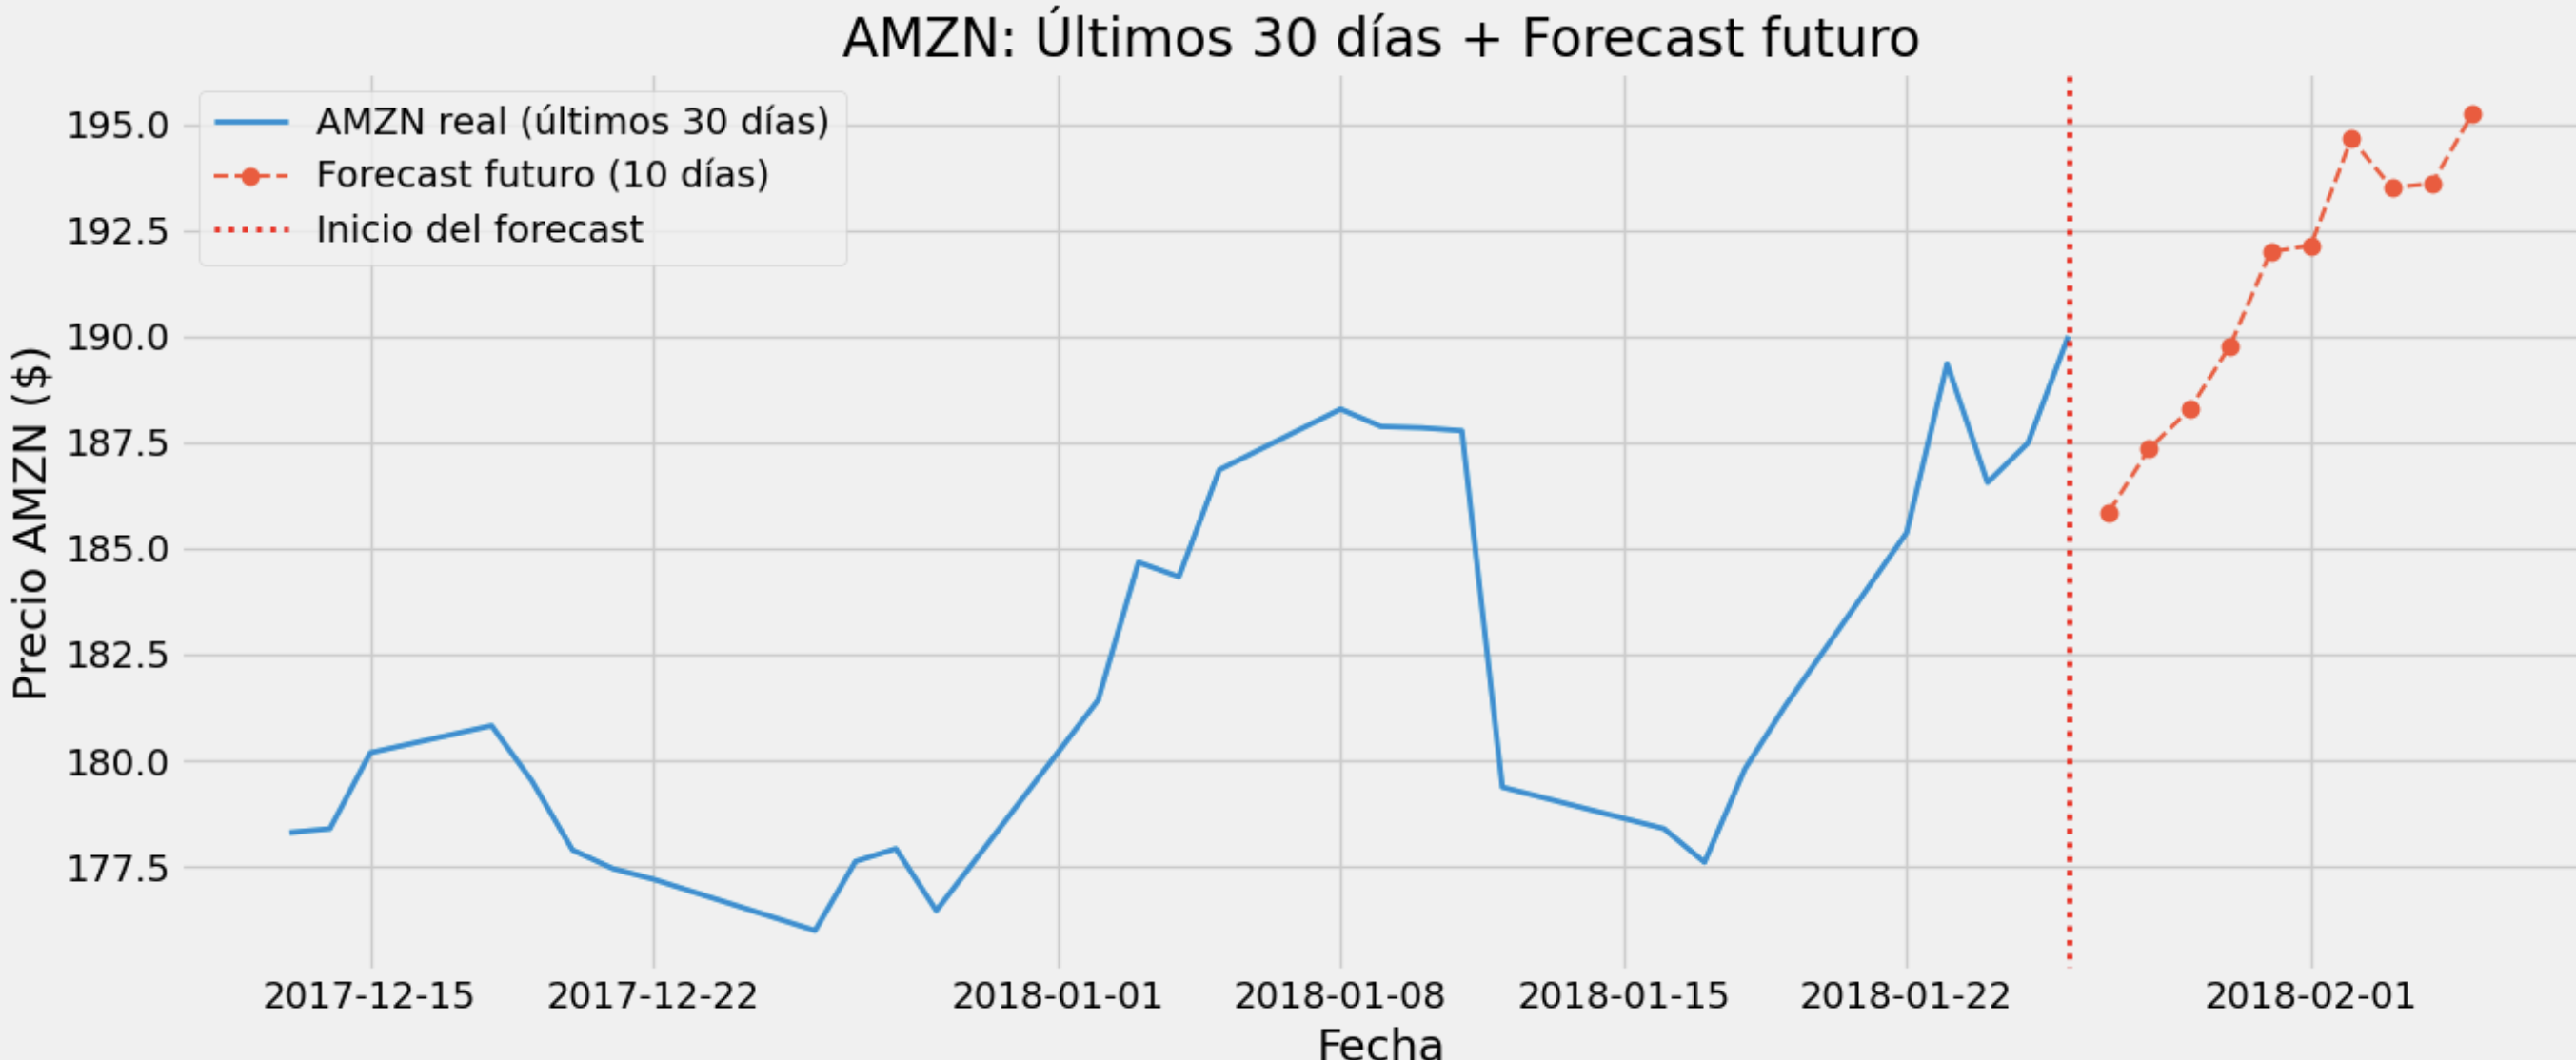 AMZN: Últimos 30 días + Forecast futuro
AMZN real (últimos 30 días)
Forecast futuro (10 días)
Inicio del forecast
Precio AMZN ($)
195.0
192.5
190.0
187.5
185.0
182.5
180.0
177.5
2017-12-15 2017-12-22 2018-01-01 2018-01-08 2018-01-15 2018-01-22 2018-02-01
Fecha